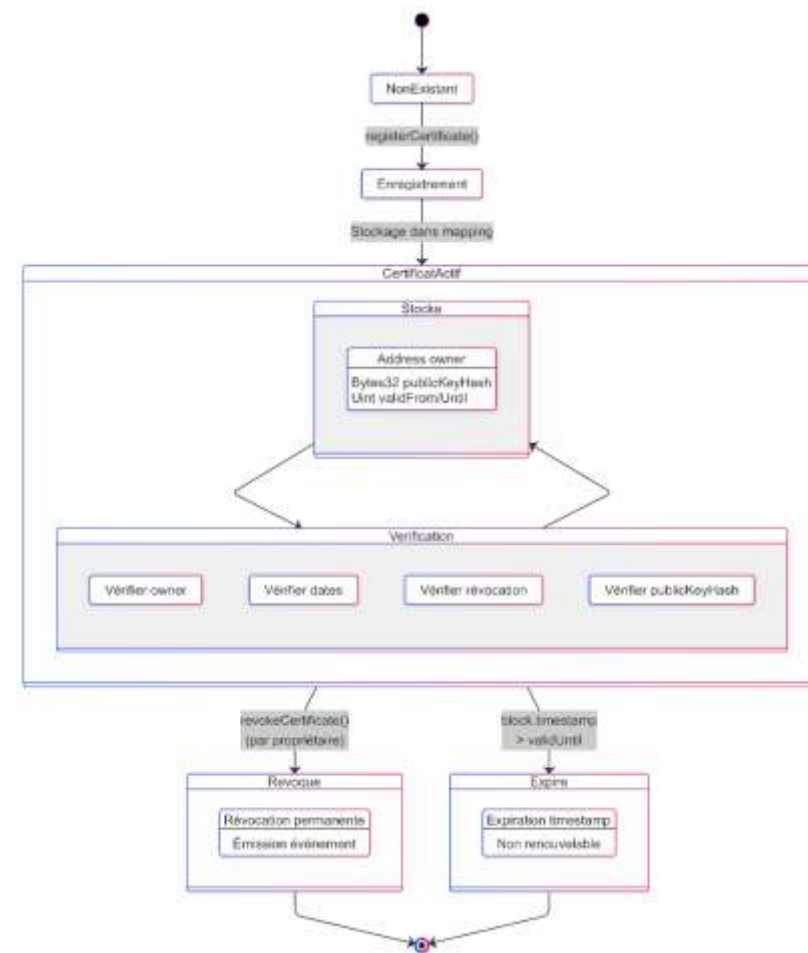 NonExistant
registerCertificate()
Enregistrement
Stockage dans mapping
CertificatActif
Stocke
Address owner
Bytes32 publicKeyHash
Uint validFrom/Until
Verification
Vérifier owner
Vérifier dates
Vérifier révocation
Vérifier publicKeyHash
revokeCertificate()
(par propriétaire)
block.timestamp
> validUntil
Revoque
Expire
Révocation permanente
Émission évènement
Expiration timestamp
Non renouvelable